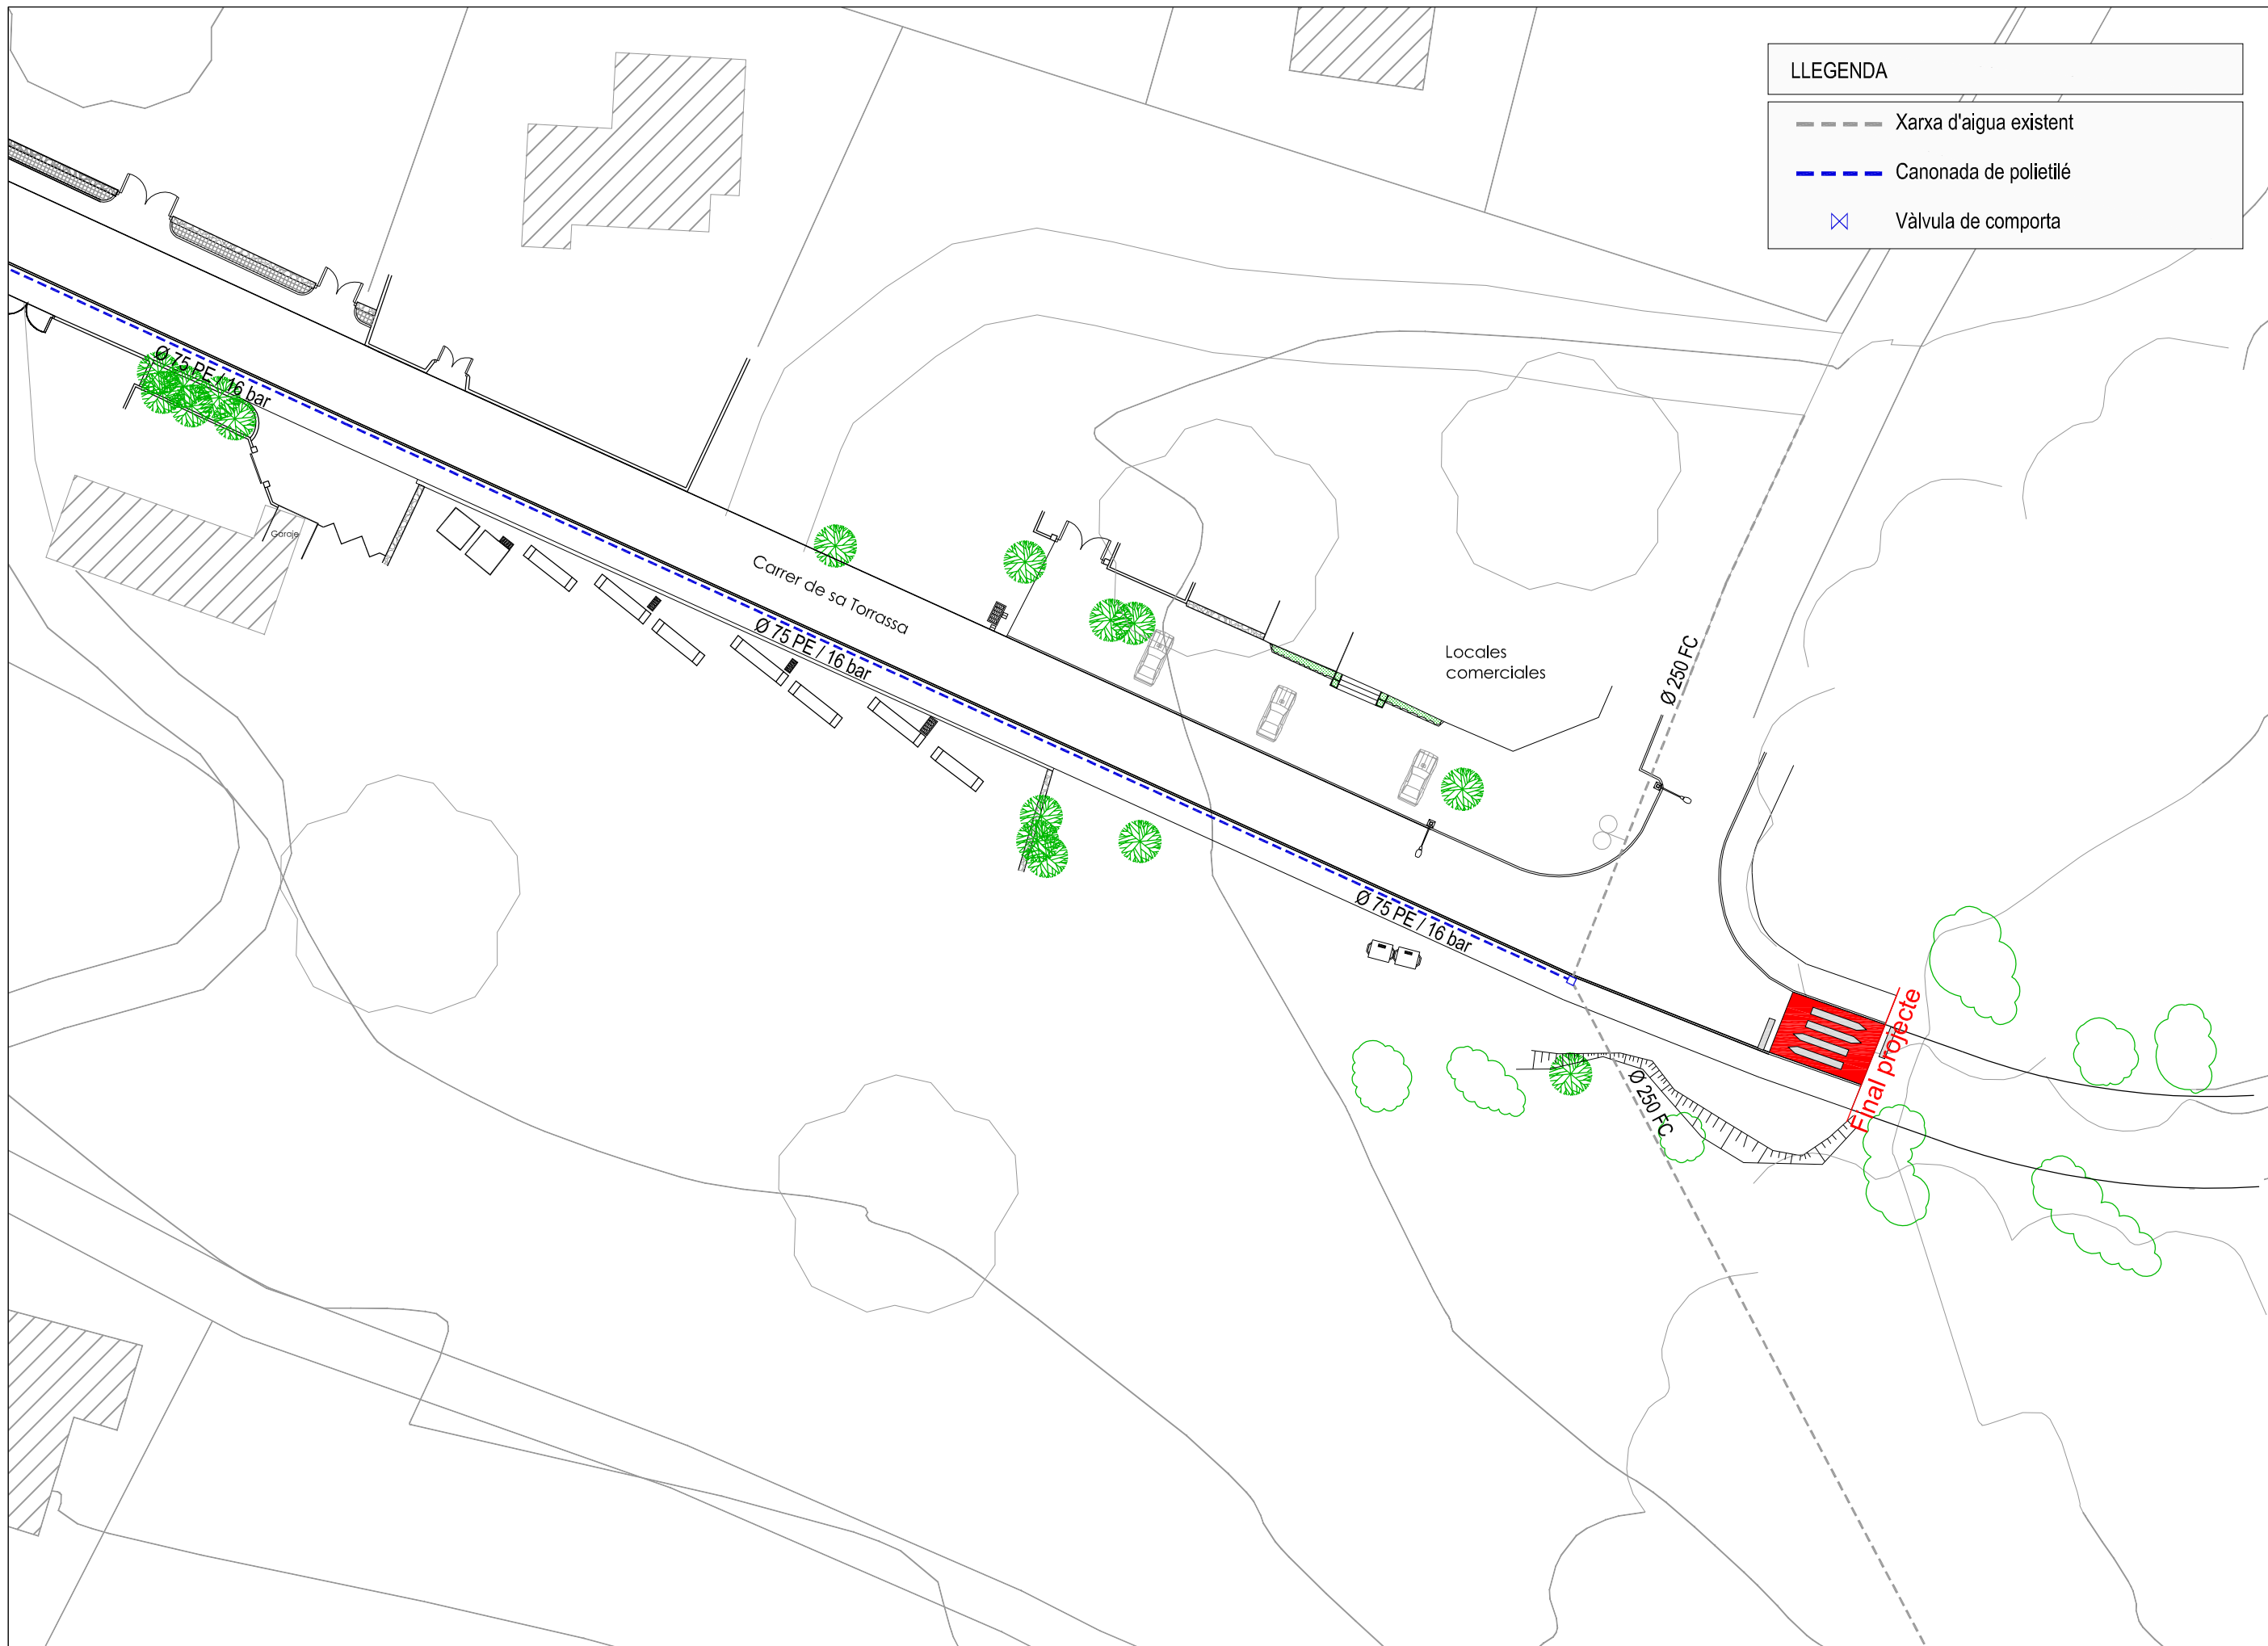 LLEGENDA
Xarxa d'aigua existent
Canonada de polietilé
Vàlvula de comporta
Ø 75 PE / 16 bar
Garaje
Carrer de sa Torrassa
Ø 75 PE / 16 bar
Locales
comerciales
Ø 250 FC
Ø 75 PE / 16 bar
Final projecte
Ø 250 FC